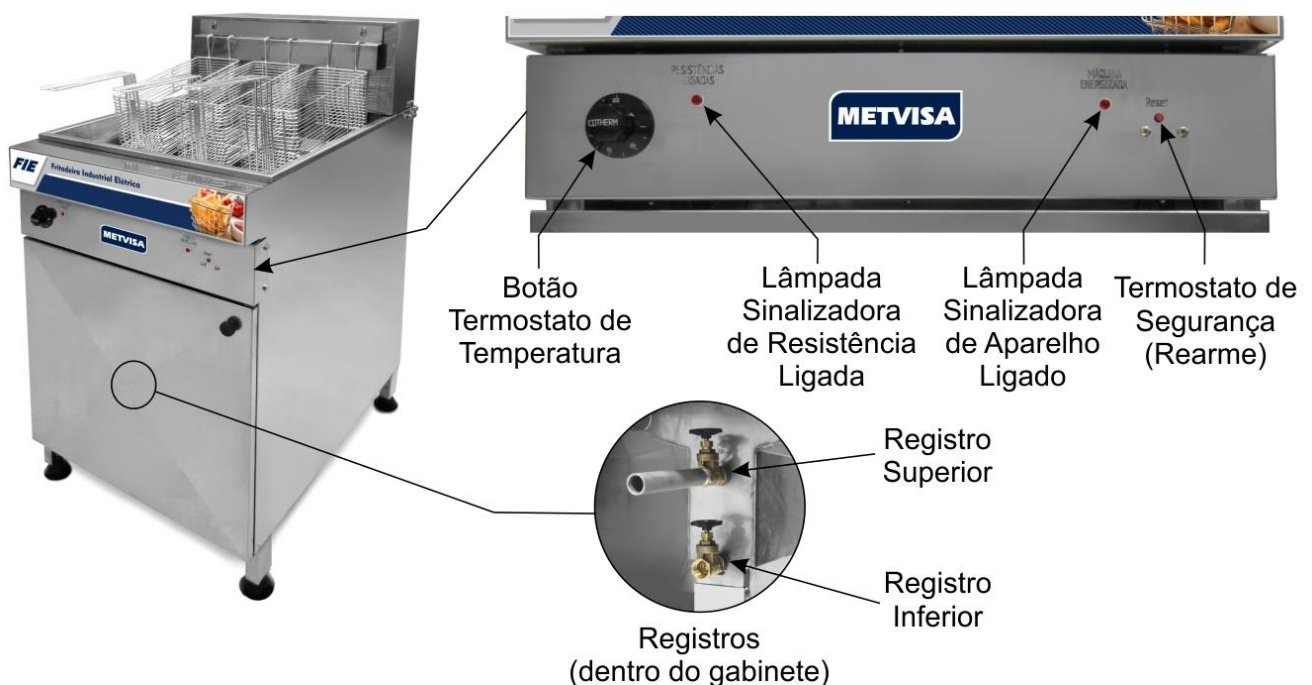 FIE
Fritadeira Industrial Elétrica
METVISA
RESISTÊNCIAS
LIGADAS
COTHERM
METVISA
MÁQUINA
ENERGIZADA
Reset
Botão
Termostato de
Temperatura
Lâmpada
Sinalizadora
de Resistência
Ligada
Lâmpada
Sinalizadora
de Aparelho
Ligado
Termostato de
Segurança
(Rearme)
Registro
Superior
Registro
Inferior
Registros
(dentro do gabinete)